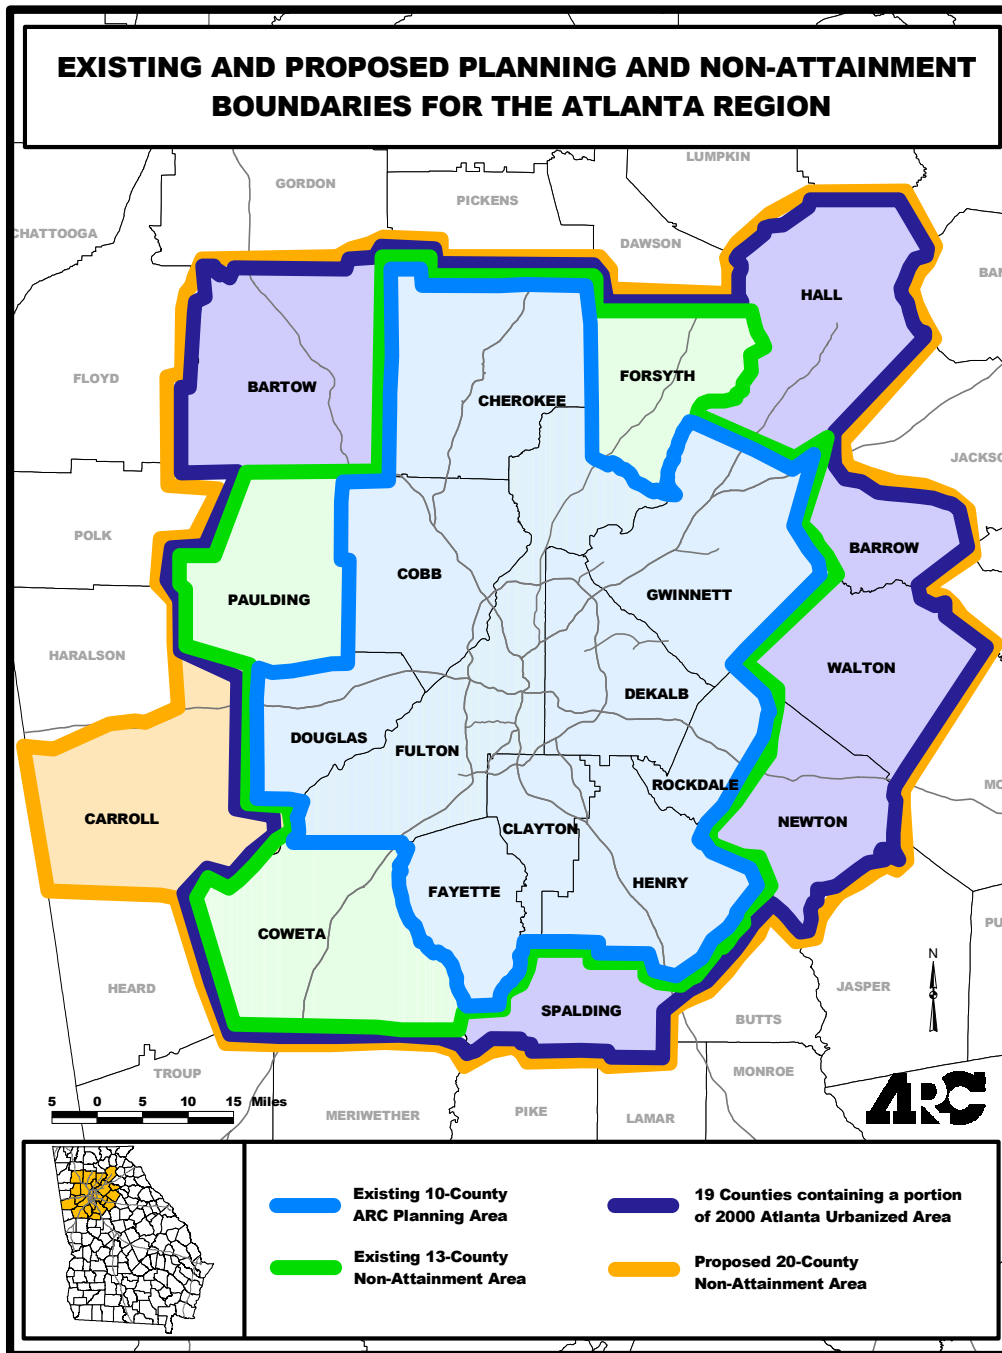 EXISTING AND PROPOSED PLANNING AND NON-ATTAINMENT
BOUNDARIES FOR THE ATLANTA REGION
LUMPKIN
GORDON
PICKENS
CHATTOOGA
DAWSON
BAN
HALL
FLOYD
BARTOW
FORSYTH
CHEROKEE
JACKSO
POLK
BARROW
COBB
GWINNETT
PAULDING
HARALSON
WALTON
DEKALB
DOUGLAS
FULTON
ROCKDALE
MO
CARROLL
CLAYTON
NEWTON
HENRY
FAYETTE
PU
COWETA
N
HEARD
JASPER
SPALDING
BUTTS
TROUP
MONROE
5 0 5 10 15 Miles
MERIWETHER
PIKE
LAMAR
ARC
Existing 10-County
ARC Planning Area
19 Counties containing a portion
of 2000 Atlanta Urbanized Area
Existing 13-County
Non-Attainment Area
Proposed 20-County
Non-Attainment Area